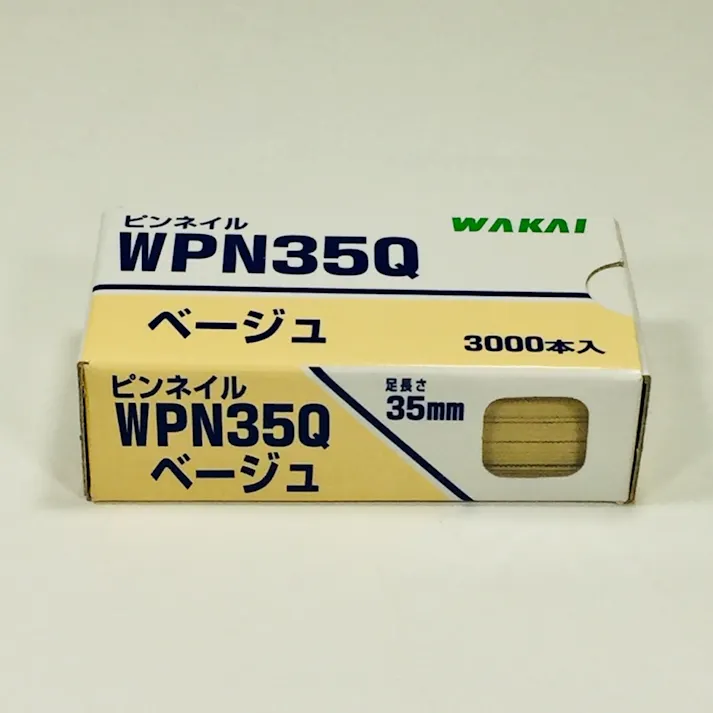 ピンネイル
WAKAI
WPN35Q
ベージュ
3000本入
ピンネイル
WPN35Q
ベージュ
足長さ
35mm